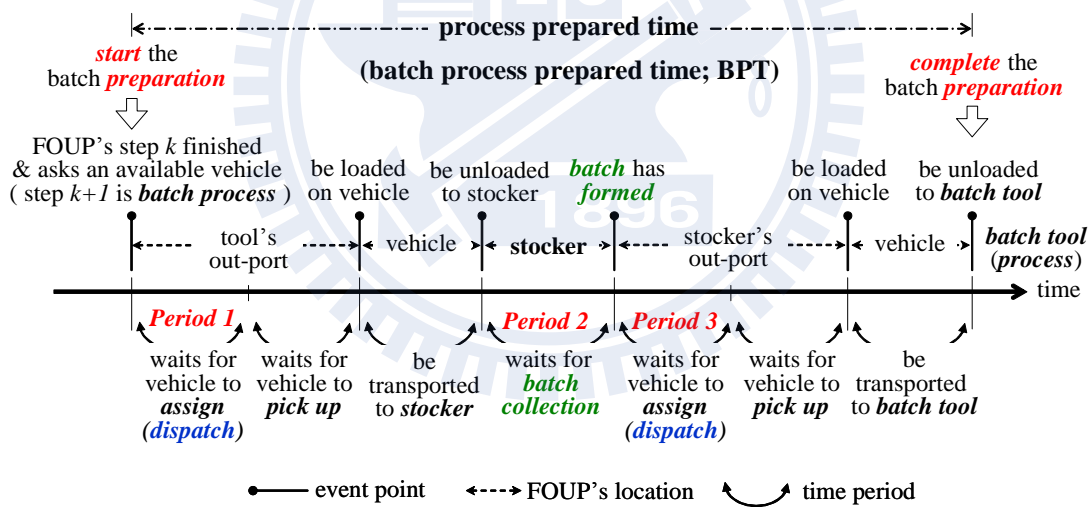 process prepared time
(batch process prepared time; BPT)
start the
batch preparation
complete the
batch preparation
FOUP's step k finished
& asks an available vehicle
( step k+1 is batch process )
be loaded
on vehicle
be unloaded
to stocker
batch has
formed
be loaded
on vehicle
be unloaded
to batch tool
1896
tool's
out-port
vehicle
stocker
stocker's
out-port
vehicle
batch tool
(process)
time
Period 1
Period 2
Period 3
waits for
vehicle to
assign
(dispatch)
waits for
vehicle to
pick up
be
transported
to stocker
waits for
batch
collection
waits for
vehicle to
assign
(dispatch)
waits for
vehicle to
pick up
be
transported
to batch tool
event point
FOUP's location
time period